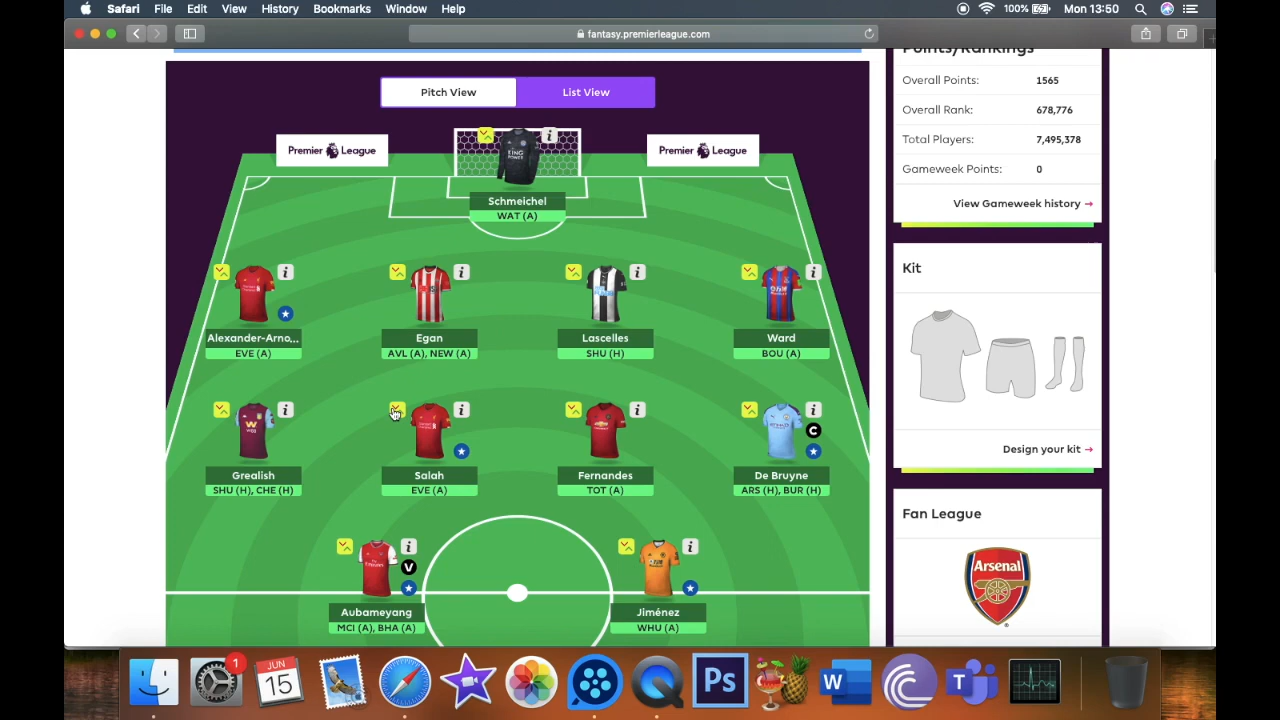 Safari File Edit View History Bookmarks Window Help 100% Mon 13:50
fantasy.premierleague.com
Points/Rankings
Overall Points: 1565
Overall Rank: 678,776
Total Players: 7,495,378
Gameweek Points: 0
View Gameweek history →
Pitch View List View
Premier League Premier League
KING POWER
Schmeichel
WAT (A)
Kit
Design your kit →
Alexander-Arno...
EVE (A)
Egan
AVL (A), NEW (A)
Lascelles
SHU (H)
Ward
BOU (A)
Grealish
SHU (H), CHE (H)
Salah
EVE (A)
Fernandes
TOT (A)
C
De Bruyne
ARS (H), BUR (H)
V
Aubameyang
MCI (A), BHA (A)
Jiménez
WHU (A)
Fan League
Arsenal
1
JUN
15
Ps
W
T